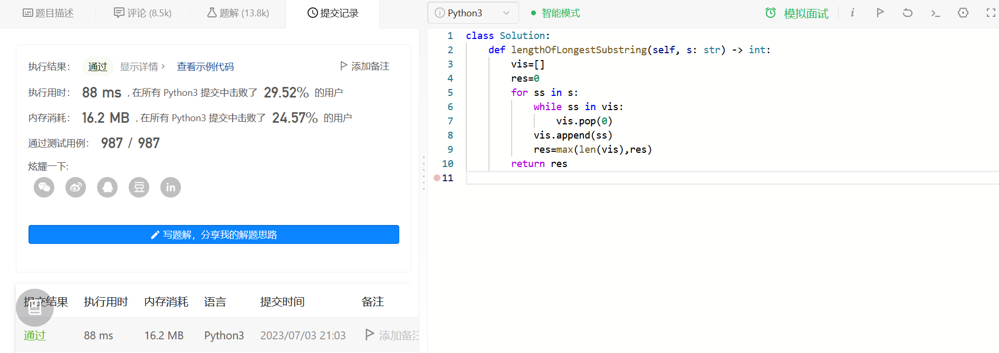 题目描述
评论 (8.5k)
题解 (13.8k)
提交记录
执行结果：
通过
显示详情 >
查看示例代码
添加备注
执行用时：
88 ms , 在所有 Python3 提交中击败了 29.52% 的用户
内存消耗：
16.2 MB , 在所有 Python3 提交中击败了 24.57% 的用户
通过测试用例：
987 / 987
炫耀一下:
豆
in
写题解，分享我的解题思路
提交结果 执行用时 内存消耗 语言 提交时间 备注
通过 88 ms 16.2 MB Python3 2023/07/03 21:03 添加备注
Python3
智能模式
模拟面试
i
1 class Solution:
2 def lengthOfLongestSubstring(self, s: str) -> int:
3 vis=[]
4 res=0
5 for ss in s:
6 while ss in vis:
7 vis.pop(0)
8 vis.append(ss)
9 res=max(len(vis),res)
10 return res
11